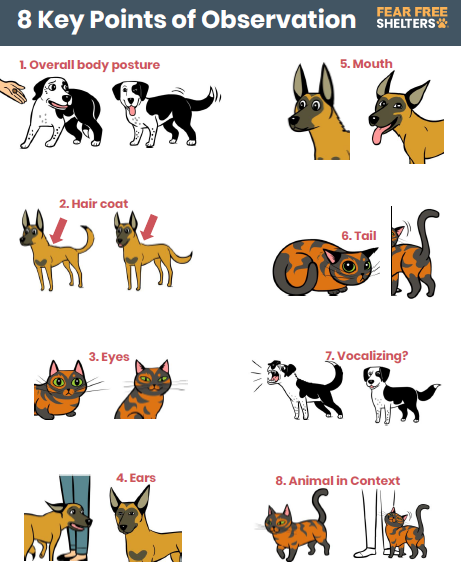 8 Key Points of Observation
FEAR FREE
SHELTERS
1. Overall body posture
5. Mouth
2. Hair coat
6. Tail
3. Eyes
7. Vocalizing?
4. Ears
8. Animal in Context